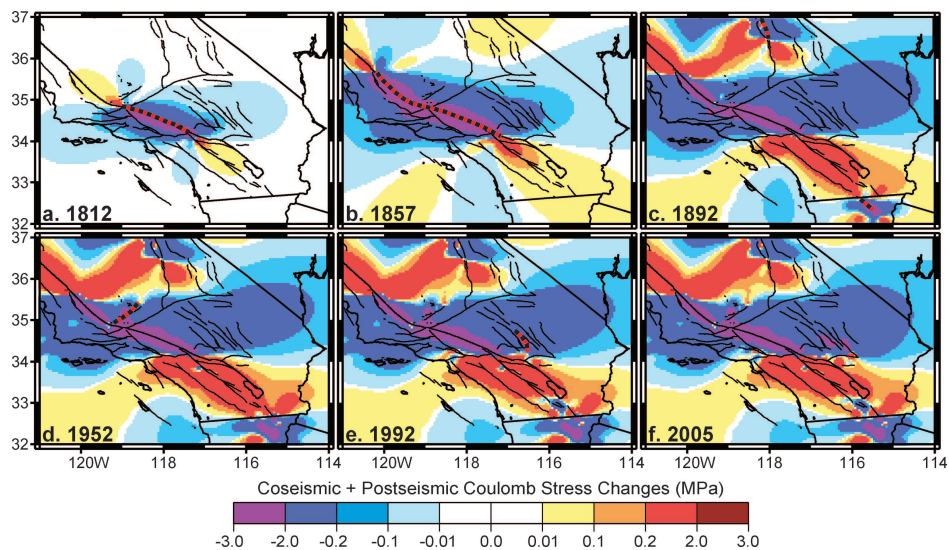 37
36
35
34
33
32
a. 1812
b. 1857
c. 1892
37
36
35
34
33
32
d. 1952
e. 1992
f. 2005
120W 118 116 114
120W 118 116 114
120W 118 116 114
Coseismic + Postseismic Coulomb Stress Changes (MPa)
-3.0 -2.0 -0.2 -0.1 -0.01 0.0 0.01 0.1 0.2 2.0 3.0